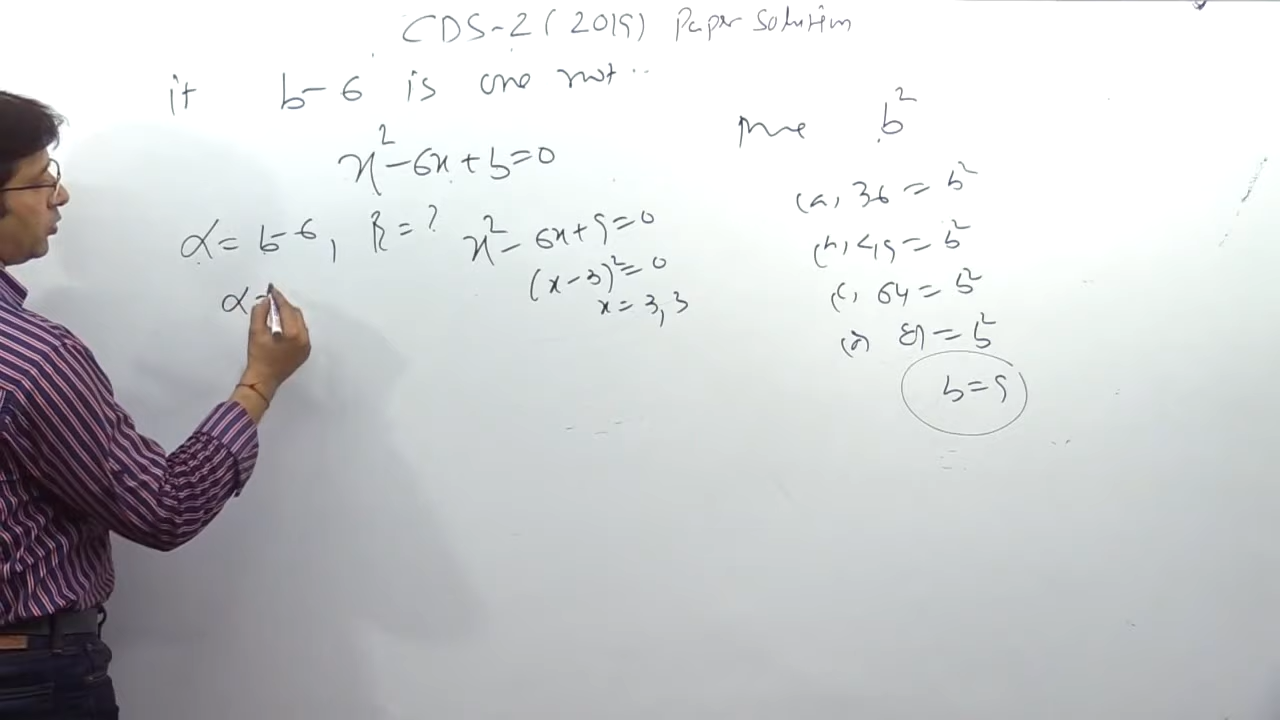 CDS-2 (2019) Paper Solution
if b-6 is one root..
x²-6x+b=0
α = b-6, β = ? x²-6x+9=0
(x-3)²=0
x = 3, 3
α=
b²
(a) 36 = b²
(b) 49 = b²
(c) 64 = b²
(d) 81 = b²
b=9